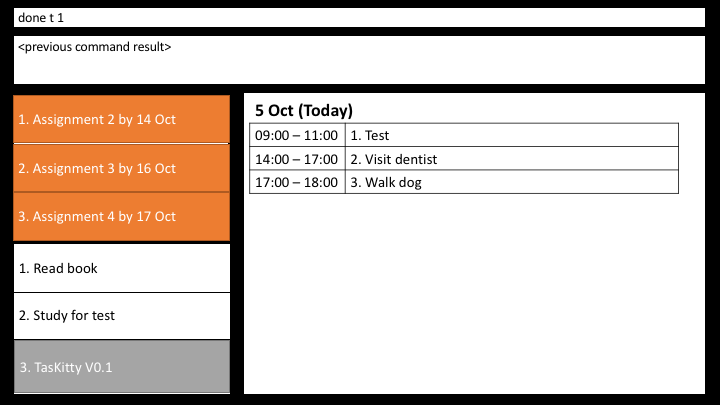 done t 1
<previous command result>
1. Assignment 2 by 14 Oct
2. Assignment 3 by 16 Oct
3. Assignment 4 by 17 Oct
1. Read book
2. Study for test
3. TasKitty V0.1
5 Oct (Today)
09:00 – 11:00 1. Test
14:00 – 17:00 2. Visit dentist
17:00 – 18:00 3. Walk dog